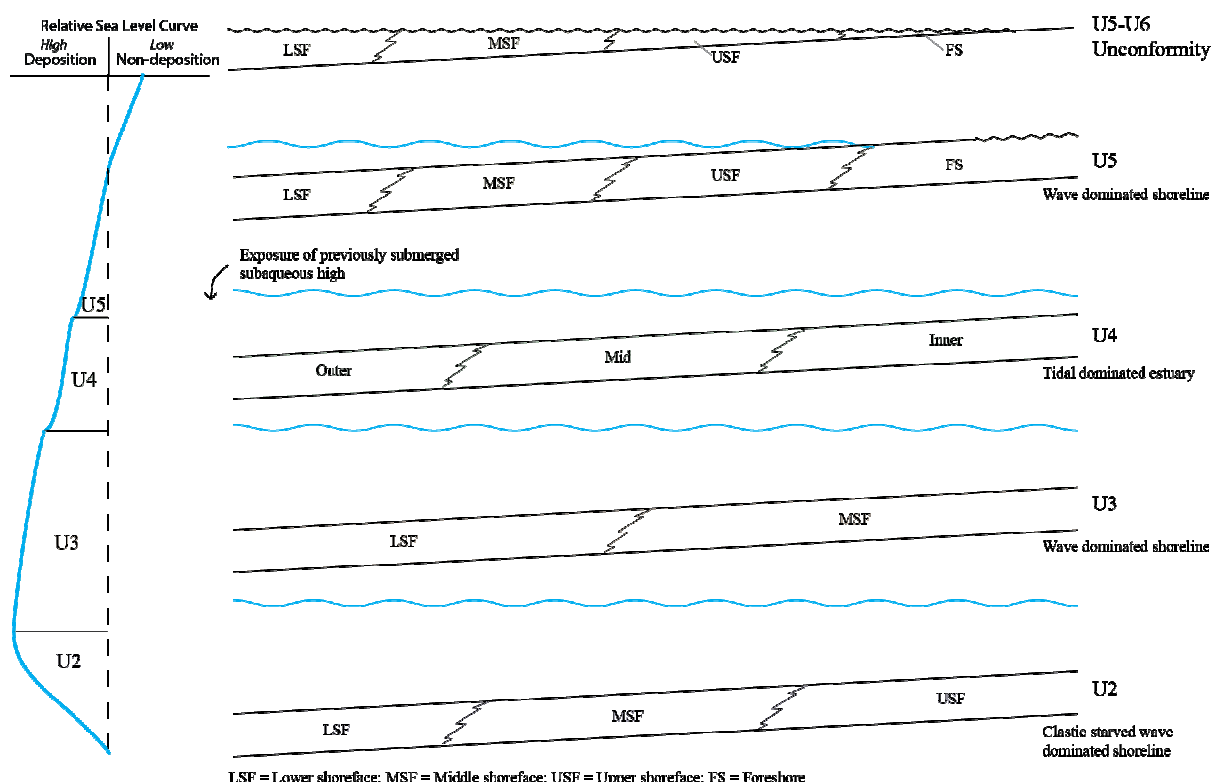 Relative Sea Level Curve
High Low
Deposition Non-deposition
U5
U4
U3
U2
LSF MSF USF FS
U5-U6
Unconformity
LSF MSF USF FS
U5
Wave dominated shoreline
Exposure of previously submerged
subaqueous high
Outer Mid Inner
U4
Tidal dominated estuary
LSF MSF
U3
Wave dominated shoreline
LSF MSF USF
U2
Clastic starved wave
dominated shoreline
LSF = Lower shoreface; MSF = Middle shoreface; USF = Upper shoreface; FS = Foreshore